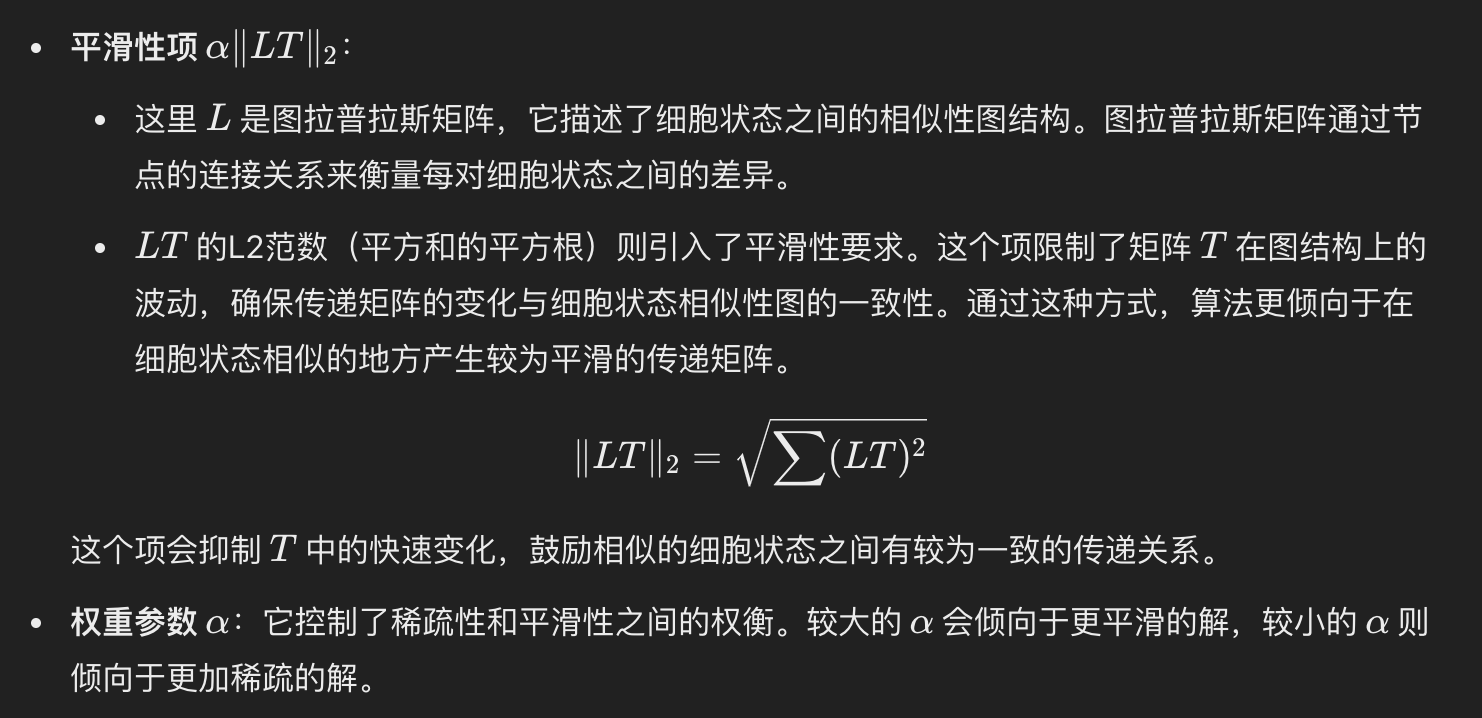 • 平滑性项 α‖LT‖₂：
• 这里 L 是图拉普拉斯矩阵，它描述了细胞状态之间的相似性图结构。图拉普拉斯矩阵通过节
点的连接关系来衡量每对细胞状态之间的差异。
• LT 的L2范数（平方和的平方根）则引入了平滑性要求。这个项限制了矩阵 T 在图结构上的
波动，确保传递矩阵的变化与细胞状态相似性图的一致性。通过这种方式，算法更倾向于在
细胞状态相似的地方产生较为平滑的传递矩阵。
‖LT‖₂ = √∑(LT)²
这个项会抑制 T 中的快速变化，鼓励相似的细胞状态之间有较为一致的传递关系。
• 权重参数 α：它控制了稀疏性和平滑性之间的权衡。较大的 α 会倾向于更平滑的解，较小的 α 则
倾向于更加稀疏的解。